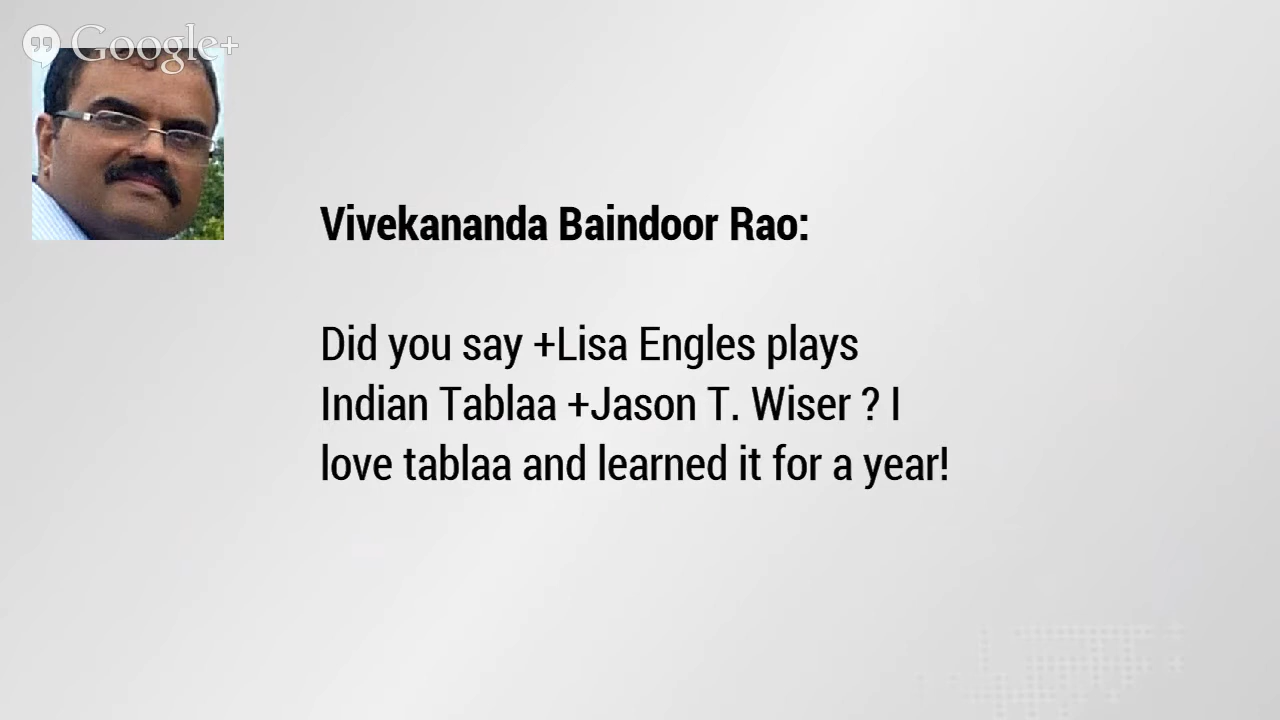 Google+
Vivekananda Baindoor Rao:
Did you say +Lisa Engles plays
Indian Tablaa +Jason T. Wiser ? I
love tablaa and learned it for a year!